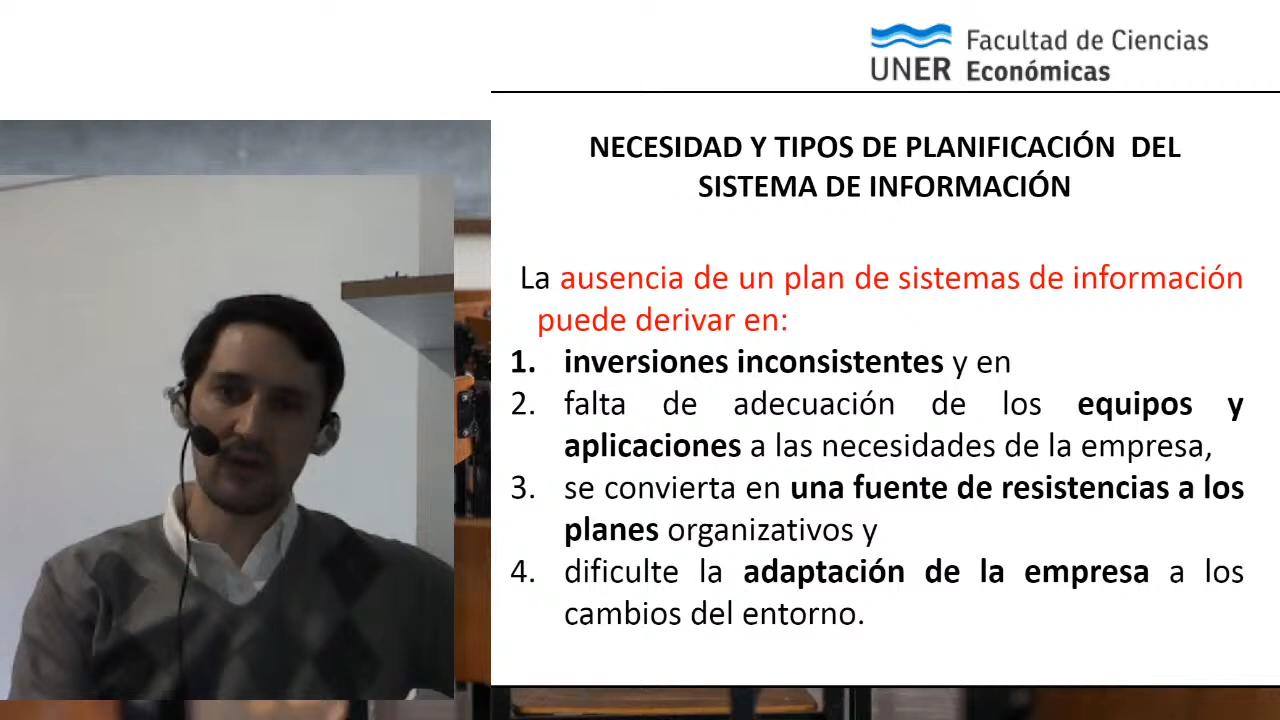 UNER Facultad de Ciencias
Económicas
NECESIDAD Y TIPOS DE PLANIFICACIÓN DEL
SISTEMA DE INFORMACIÓN
La ausencia de un plan de sistemas de información
puede derivar en:
1. inversiones inconsistentes y en
2. falta de adecuación de los equipos y
aplicaciones a las necesidades de la empresa,
3. se convierta en una fuente de resistencias a los
planes organizativos y
4. dificulte la adaptación de la empresa a los
cambios del entorno.